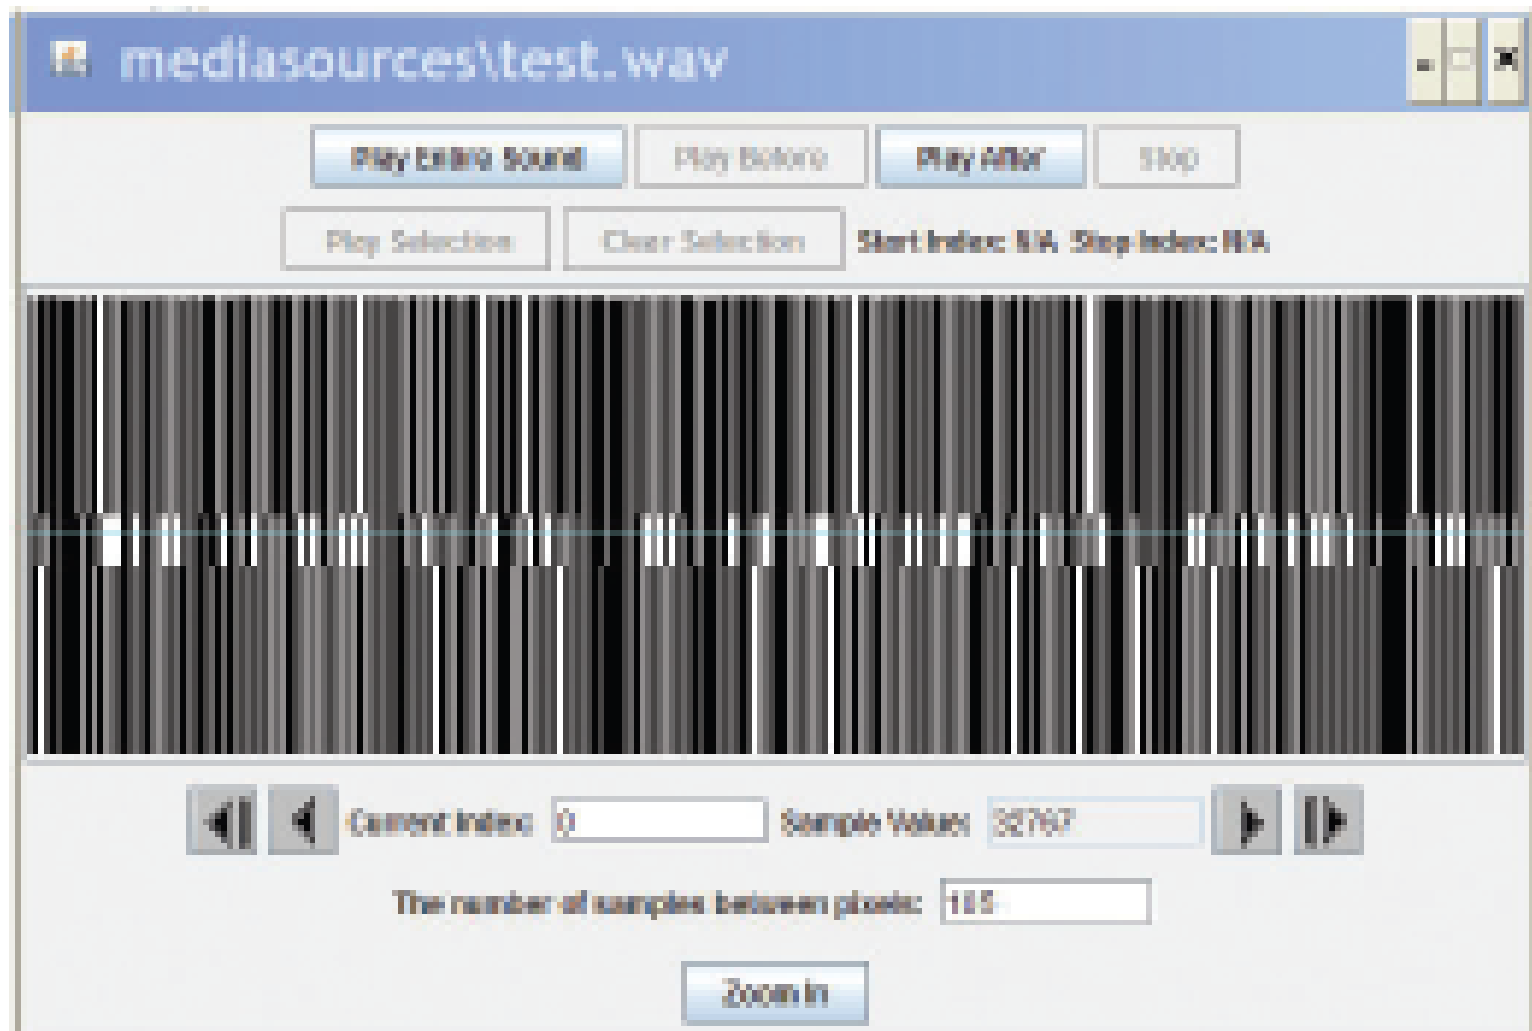 mediasources\test.wav
Play Entire Sound Play Before Play After Stop
Play Selection Clear Selection Start Index: N/A Stop Index: N/A
Current Index: 0 Sample Value: 32767
The number of samples between pixels: 185
Zoom In